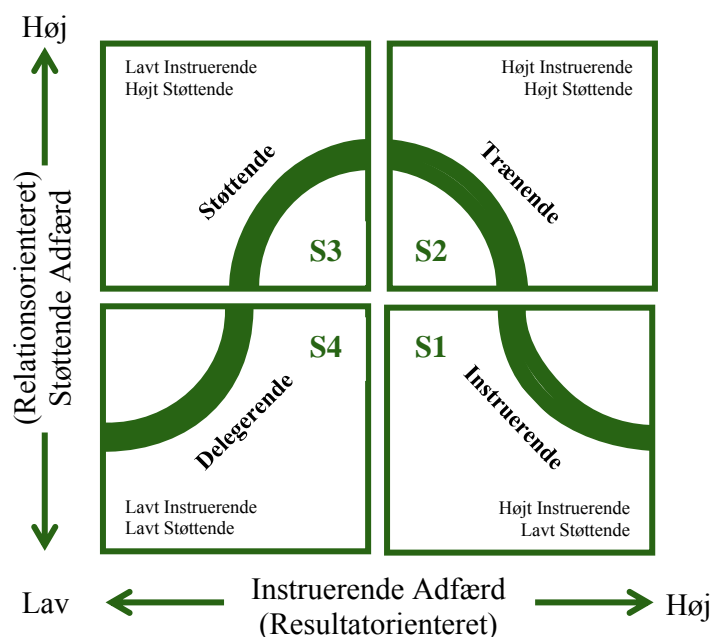 Høj
Lavt Instruerende
Højt Støttende
Højt Instruerende
Højt Støttende
Støttende
Trænende
S3
S2
(Relationsorienteret)
Støttende Adfærd
S4
S1
Delegerende
Instruerende
Lavt Instruerende
Lavt Støttende
Højt Instruerende
Lavt Støttende
Lav
Instruerende Adfærd
(Resultatorienteret)
Høj